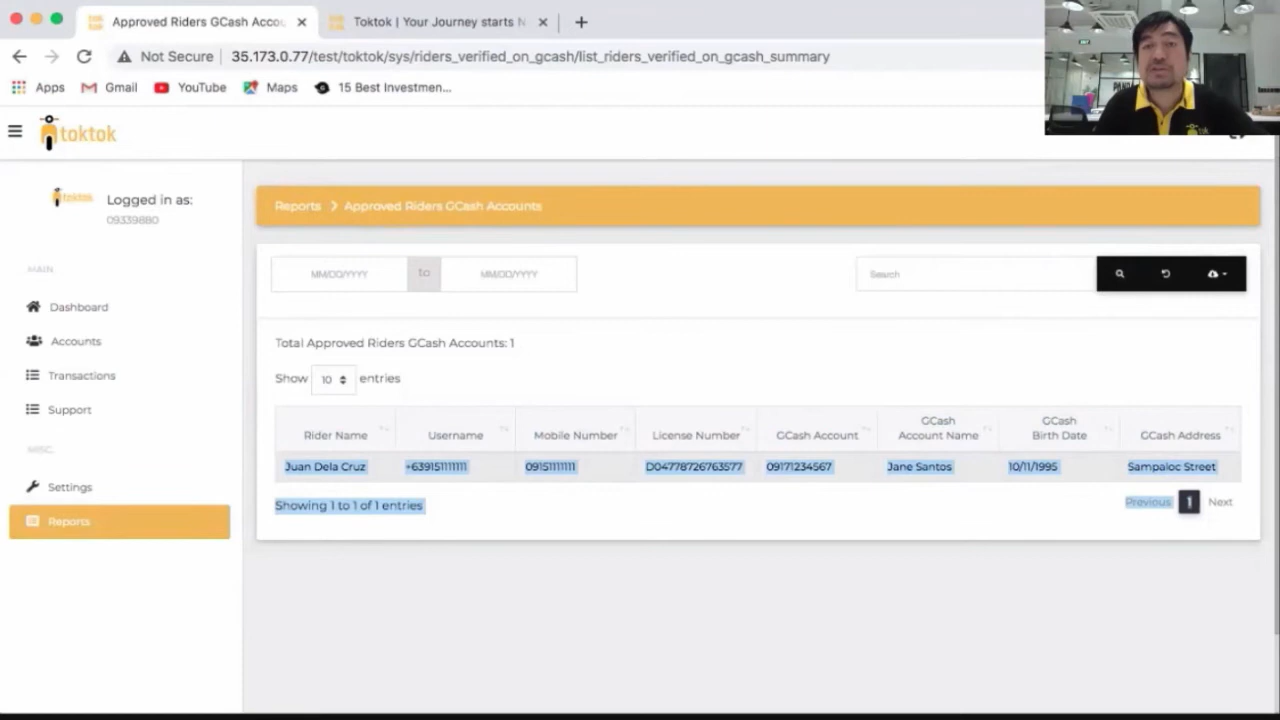 Approved Riders GCash Accou
Toktok | Your Journey starts N
Not Secure 35.173.0.77/test/toktok/sys/riders_verified_on_gcash/list_riders_verified_on_gcash_summary
Apps Gmail YouTube Maps 15 Best Investmen...
toktok
toktok Logged in as:
09339880
MAIN
Dashboard
Accounts
Transactions
Support
MISC.
Settings
Reports
Reports > Approved Riders GCash Accounts
MM/DD/YYYY to MM/DD/YYYY Search
Total Approved Riders GCash Accounts: 1
Show 10 entries
Rider Name Username Mobile Number License Number GCash Account GCash Account Name GCash Birth Date GCash Address
Juan Dela Cruz +639151111111 09151111111 D04778726763577 09171234567 Jane Santos 10/11/1995 Sampaloc Street
Showing 1 to 1 of 1 entries
Previous 1 Next